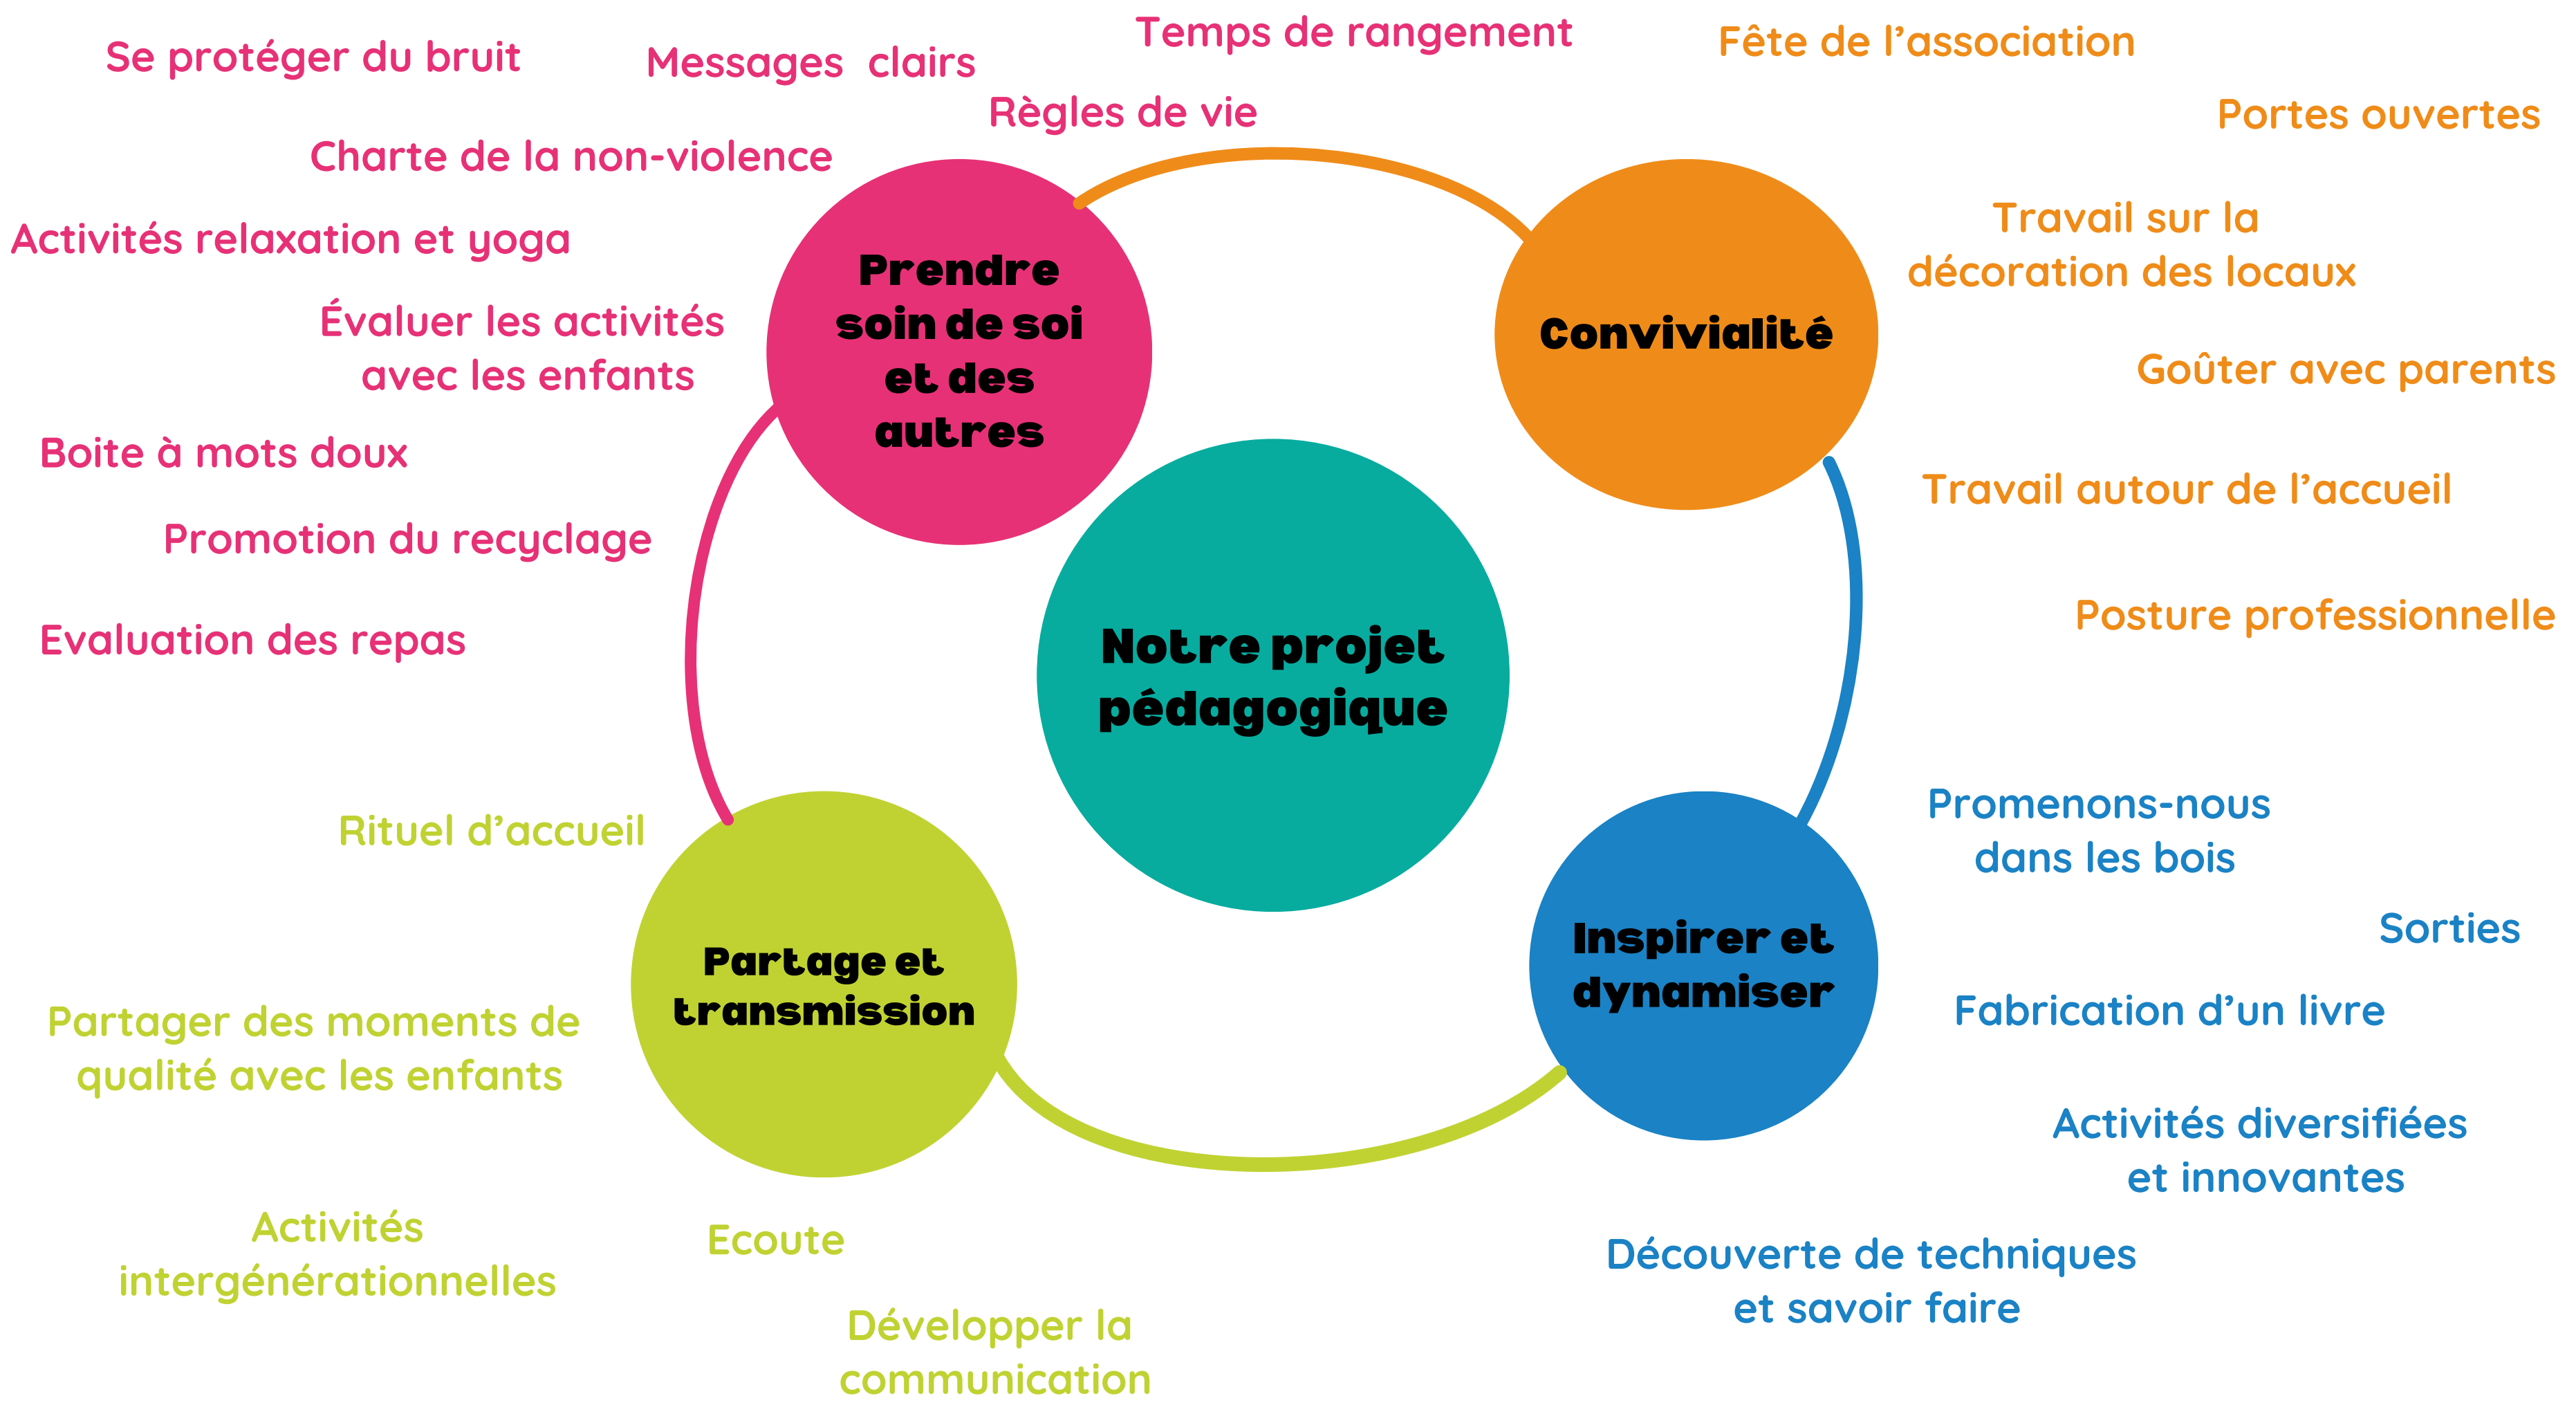 Temps de rangement
Fête de l’association
Se protéger du bruit
Messages clairs
Règles de vie
Portes ouvertes
Charte de la non-violence
Activités relaxation et yoga
Évaluer les activités
avec les enfants
Boite à mots doux
Promotion du recyclage
Evaluation des repas
Prendre
soin de soi
et des
autres
Convivialité
Travail sur la
décoration des locaux
Goûter avec parents
Travail autour de l’accueil
Posture professionnelle
Notre projet
pédagogique
Rituel d’accueil
Partager des moments de
qualité avec les enfants
Partage et
transmission
Activités
intergénérationnelles
Ecoute
Développer la
communication
Inspirer et
dynamiser
Promenons-nous
dans les bois
Sorties
Fabrication d’un livre
Activités diversifiées
et innovantes
Découverte de techniques
et savoir faire